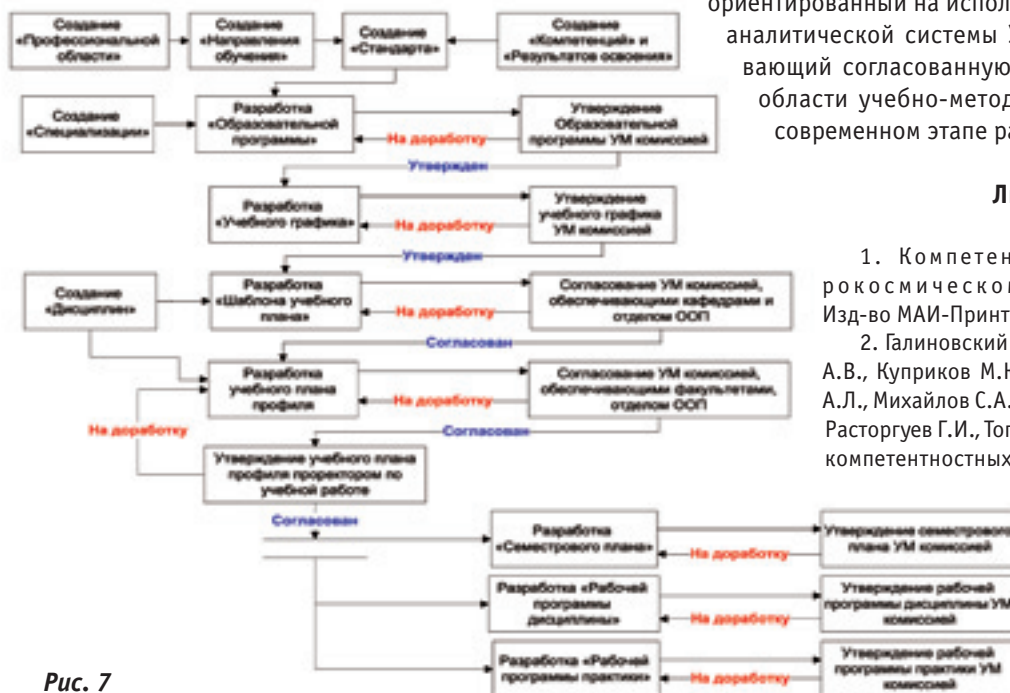 Создание
«Профессиональной
области»
Создание
«Направления
обучения»
Создание
«Стандарта»
Создание
«Компетенций» и
«Результатов освоения»
Создание
«Специализации»
Разработка
«Образовательной
программы»
На доработку
Утверждение
Образовательной
программы УМ комиссией
Утвержден
Разработка
«Учебного графика»
На доработку
Утверждение
учебного графика
УМ комиссией
Утвержден
Создание
«Дисциплин»
Разработка
«Шаблона учебного
плана»
На доработку
Согласование УМ комиссией,
обеспечивающими кафедрами и
отделом ООП
Согласован
Разработка
учебного плана
профиля
На доработку
Согласование УМ комиссией,
обеспечивающими факультетами,
отделом ООП
На доработку
Согласован
Утверждение учебного плана
профиля проректором по
учебной работе
Согласован
Разработка
«Семестрового плана»
На доработку
Утверждение семестрового
плана УМ комиссией
Разработка «Рабочей
программы
дисциплины»
На доработку
Утверждение рабочей
программы дисциплины УМ
комиссией
Разработка «Рабочей
программы практики»
На доработку
Утверждение рабочей
программы практики УМ
комиссией
Рис. 7
ориентированный на испол
аналитической системы
вающий согласованную
области учебно-метод
современном этапе ра
Л
1. Компетен
рокосмическом
Изд-во МАИ-Принт
2. Галиновский
А.В., Куприков М.
А.Л., Михайлов С.А.
Расторгуев Г.И., Тог
компетентностных